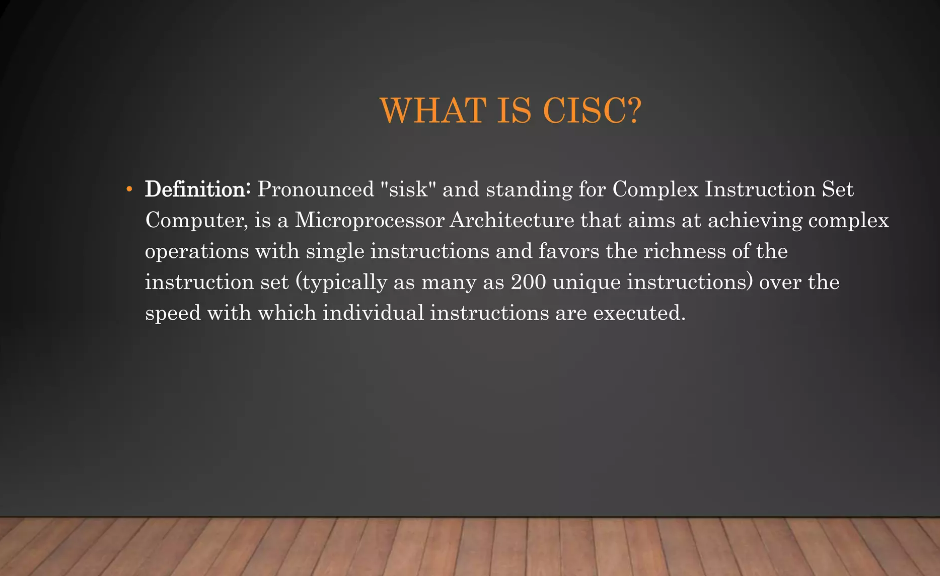 WHAT IS CISC?
• Definition: Pronounced "sisk" and standing for Complex Instruction Set
Computer, is a Microprocessor Architecture that aims at achieving complex
operations with single instructions and favors the richness of the
instruction set (typically as many as 200 unique instructions) over the
speed with which individual instructions are executed.